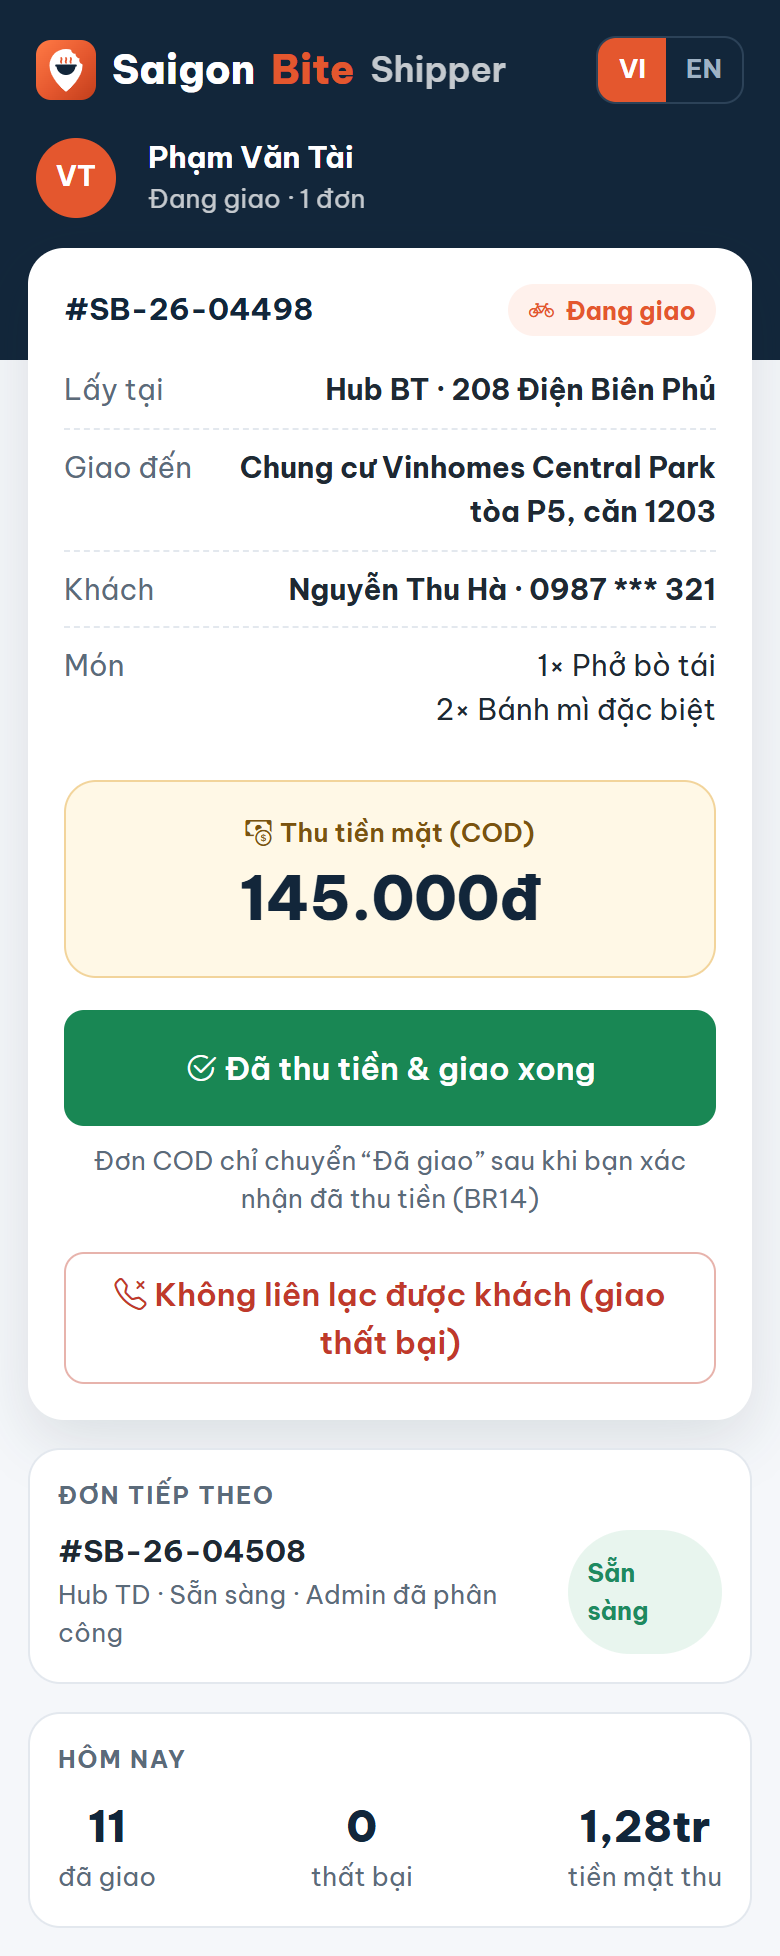 Saigon Bite Shipper
VI EN
VT
Phạm Văn Tài
Đang giao · 1 đơn
#SB-26-04498
Đang giao
Lấy tại
Hub BT · 208 Điện Biên Phủ
Giao đến
Chung cư Vinhomes Central Park
tòa P5, căn 1203
Khách
Nguyễn Thu Hà · 0987 *** 321
Món
1× Phở bò tái
2× Bánh mì đặc biệt
Thu tiền mặt (COD)
145.000đ
Đã thu tiền & giao xong
Đơn COD chỉ chuyển “Đã giao” sau khi bạn xác
nhận đã thu tiền (BR14)
Không liên lạc được khách (giao
thất bại)
ĐƠN TIẾP THEO
#SB-26-04508
Hub TD · Sẵn sàng · Admin đã phân
công
Sẵn
sàng
HÔM NAY
11
đã giao
0
thất bại
1,28tr
tiền mặt thu